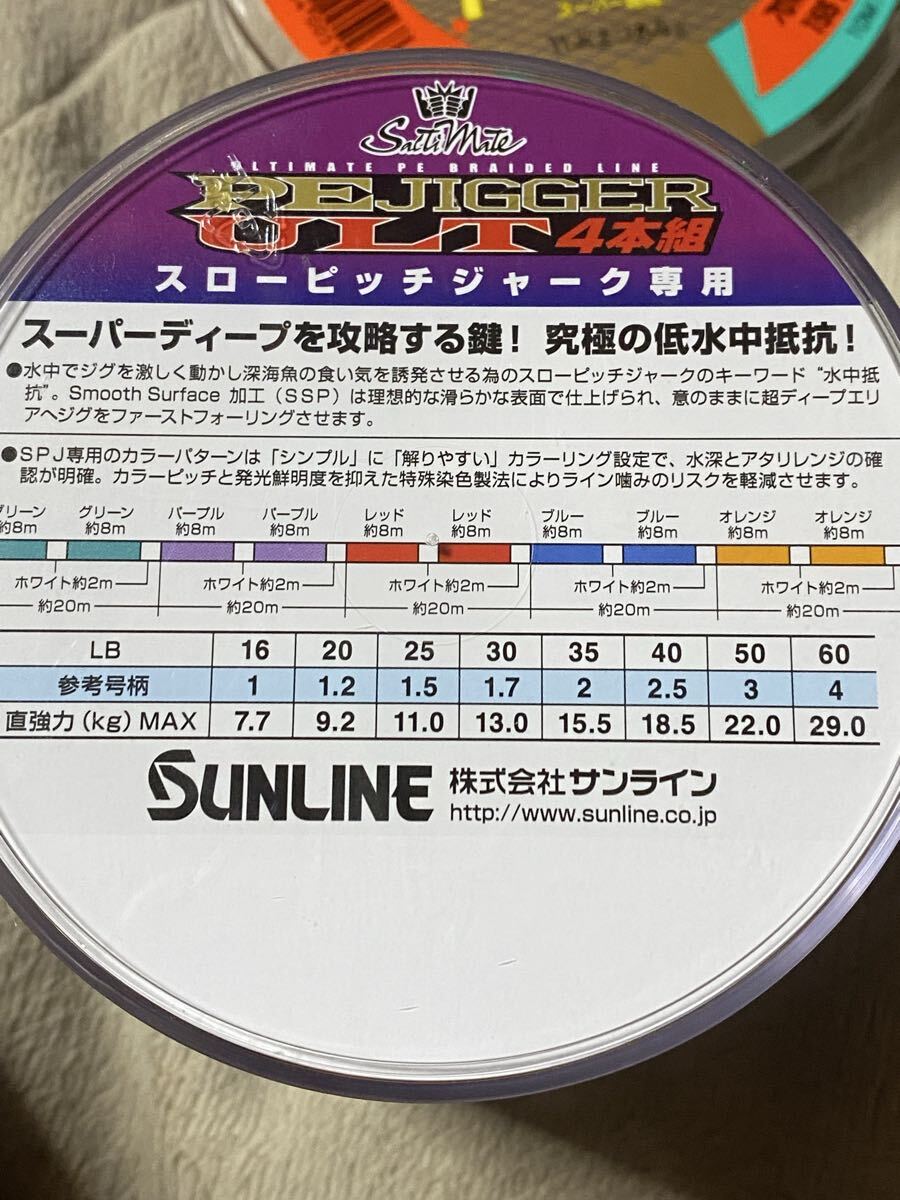 スーパー
Salti Mate
ULTIMATE PE BRAIDED LINE
PE JIGGER
ULT 4本組
スローピッチジャーク専用
スーパーディープを攻略する鍵! 究極の低水中抵抗!
●水中でジグを激しく動かし深海魚の食い気を誘発させる為のスローピッチジャークのキーワード "水中抵
抗"。Smooth Surface 加工（SSP）は理想的な滑らかな表面で仕上げられ、意のままに超ディープエリ
アへジグをファーストフォーリングさせます。
●SPJ専用のカラーパターンは「シンプル」に「解りやすい」カラーリング設定で、水深とアタリレンジの確
認が明確。カラーピッチと発光鮮明度を抑えた特殊染色製法によりライン噛みのリスクを軽減させます。
グリーン グリーン パープル パープル レッド レッド ブルー ブルー オレンジ オレンジ
約8m 約8m 約8m 約8m 約8m 約8m 約8m 約8m 約8m 約8m
ホワイト約2m ホワイト約2m ホワイト約2m ホワイト約2m ホワイト約2m
約20m 約20m 約20m 約20m 約20m
LB 16 20 25 30 35 40 50 60
参考号柄 1 1.2 1.5 1.7 2 2.5 3 4
直強力（kg）MAX 7.7 9.2 11.0 13.0 15.5 18.5 22.0 29.0
SUNLINE 株式会社サンライン
http://www.sunline.co.jp